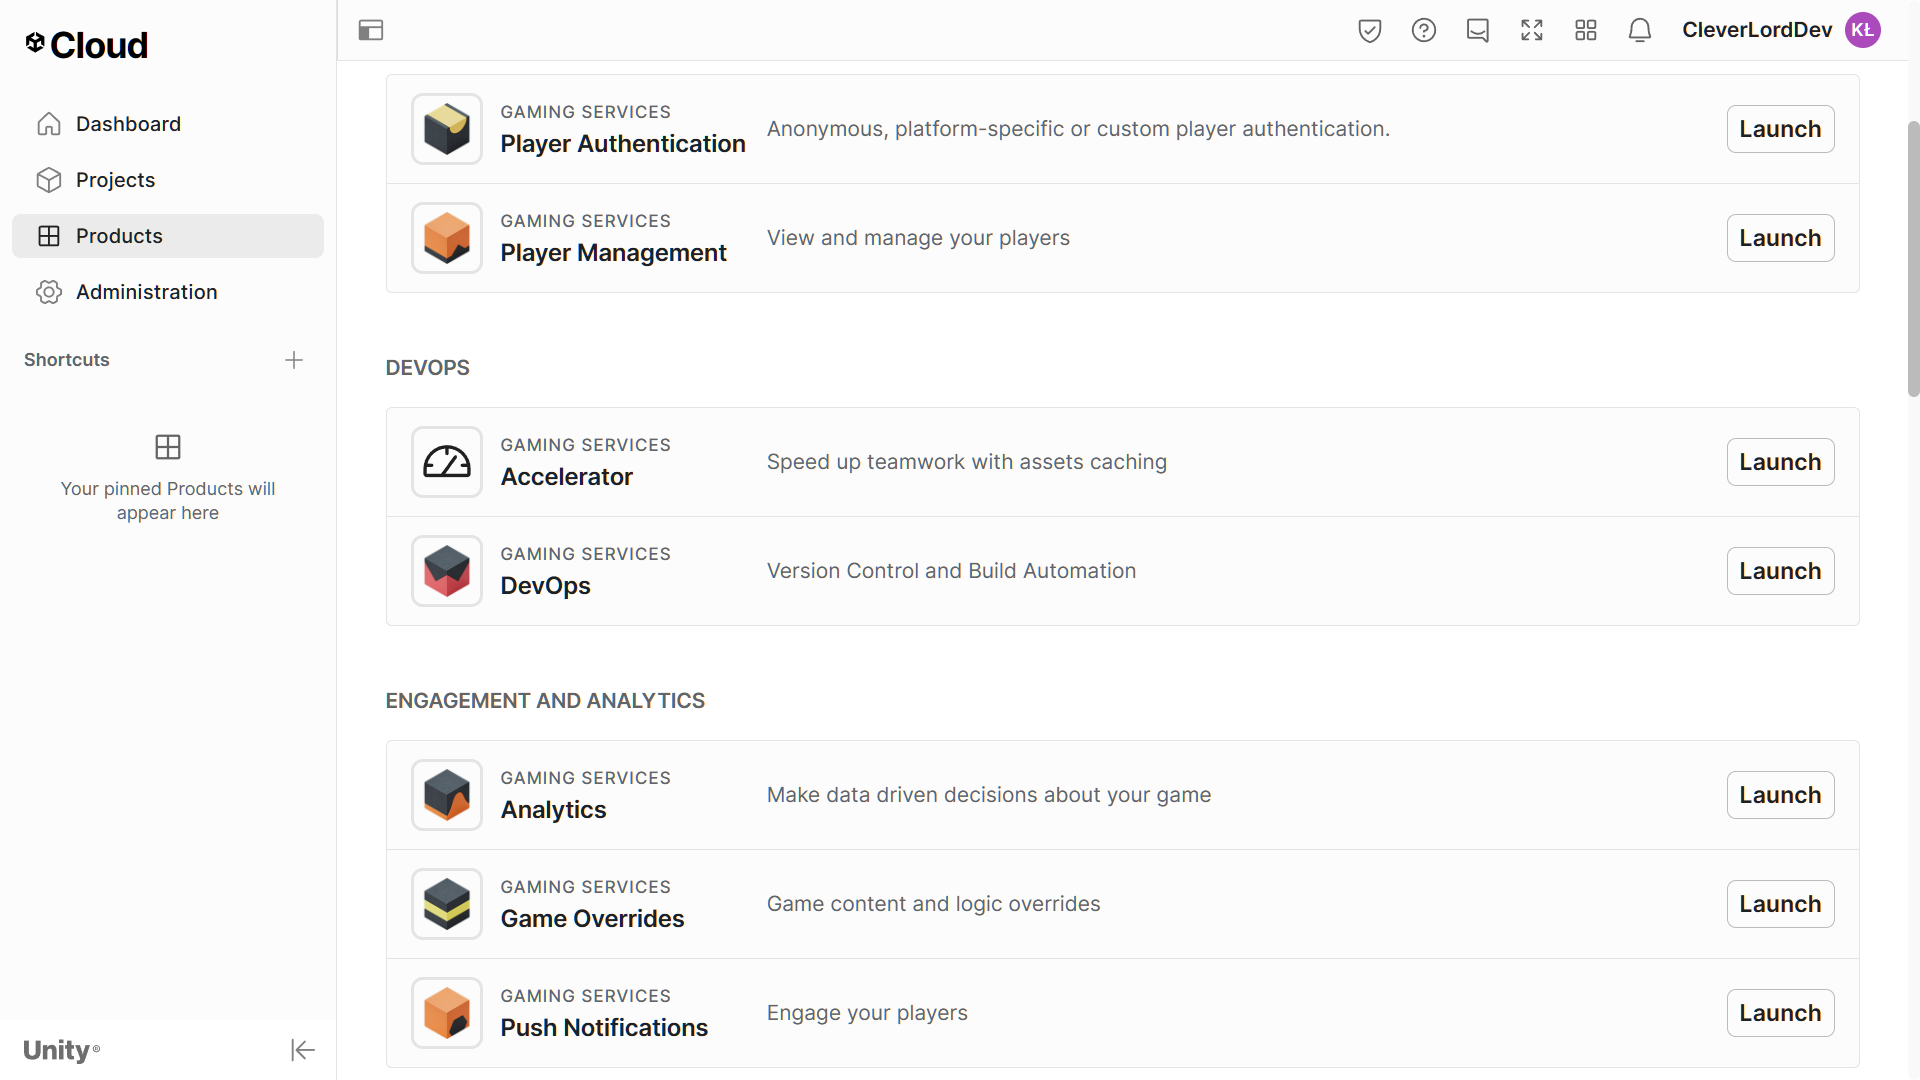 Cloud
CleverLordDev KŁ
Dashboard
Projects
Products
Administration
Shortcuts
Your pinned Products will
appear here
Unity®
GAMING SERVICES
Player Authentication
Anonymous, platform-specific or custom player authentication.
Launch
GAMING SERVICES
Player Management
View and manage your players
Launch
DEVOPS
GAMING SERVICES
Accelerator
Speed up teamwork with assets caching
Launch
GAMING SERVICES
DevOps
Version Control and Build Automation
Launch
ENGAGEMENT AND ANALYTICS
GAMING SERVICES
Analytics
Make data driven decisions about your game
Launch
GAMING SERVICES
Game Overrides
Game content and logic overrides
Launch
GAMING SERVICES
Push Notifications
Engage your players
Launch